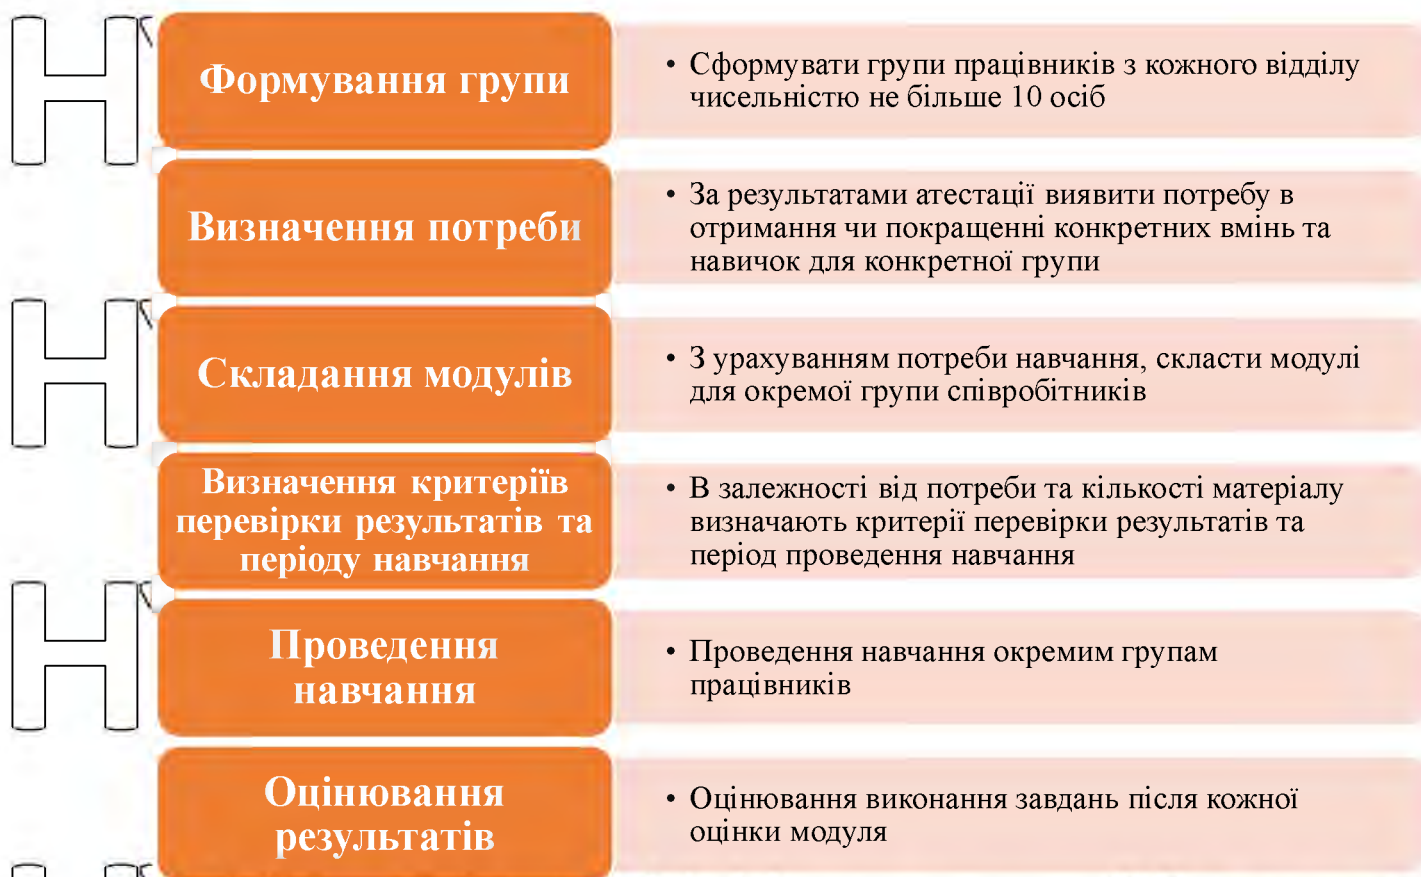 Формування групи
• Сформувати групи працівників з кожного відділу
чисельністю не більше 10 осіб
Визначення потреби
• За результатами атестації виявити потребу в
отримання чи покращенні конкретних вмінь та
навичок для конкретної групи
Складання модулів
• З урахуванням потреби навчання, скласти модулі
для окремої групи співробітників
Визначення критеріїв
перевірки результатів та
періоду навчання
• В залежності від потреби та кількості матеріалу
визначають критерії перевірки результатів та
період проведення навчання
Проведення
навчання
• Проведення навчання окремим групам
працівників
Оцінювання
результатів
• Оцінювання виконання завдань після кожної
оцінки модуля